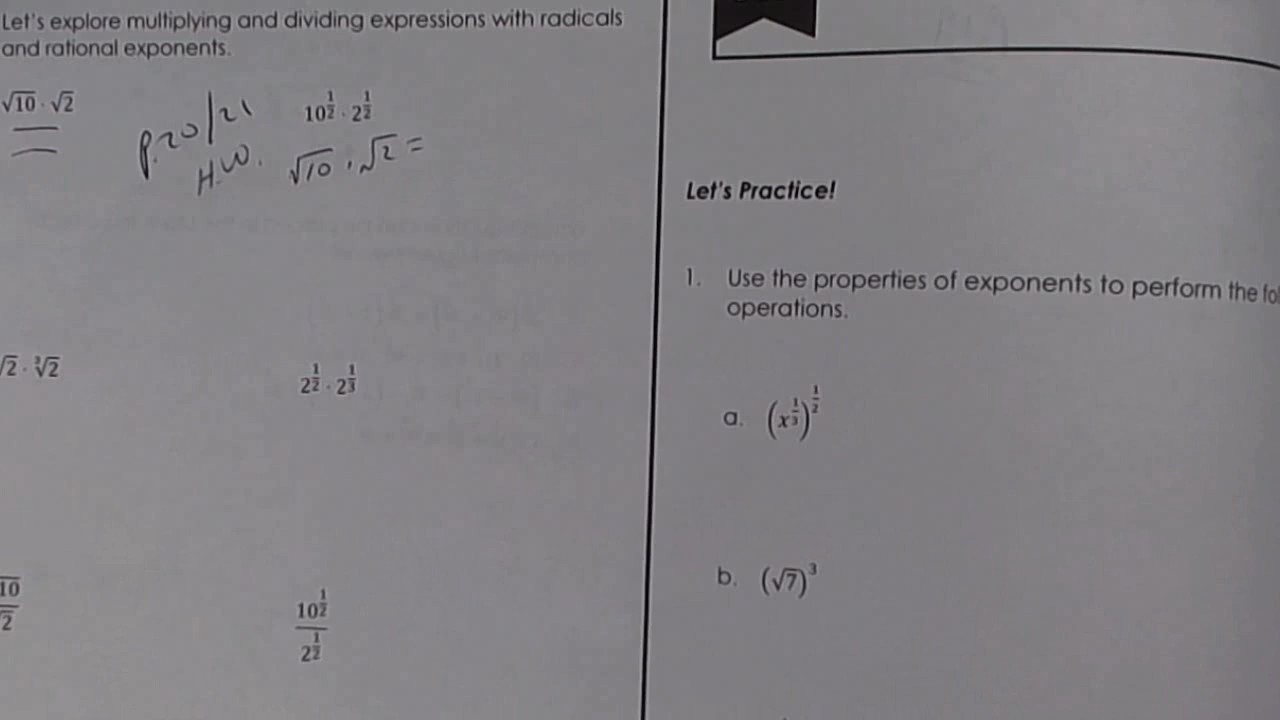 Let's explore multiplying and dividing expressions with radicals
and rational exponents.
√10 · √2
P.20/21
H.W.
10^{1/2} · 2^{1/2}
√10 · √2 =
√2 · ∛2
2^{1/2} · 2^{1/3}
√10/√2
10^{1/2}/2^{1/2}
Let's Practice!
1. Use the properties of exponents to perform the fol
operations.
a. (x^{1/3})^{1/2}
b. (√7)^3